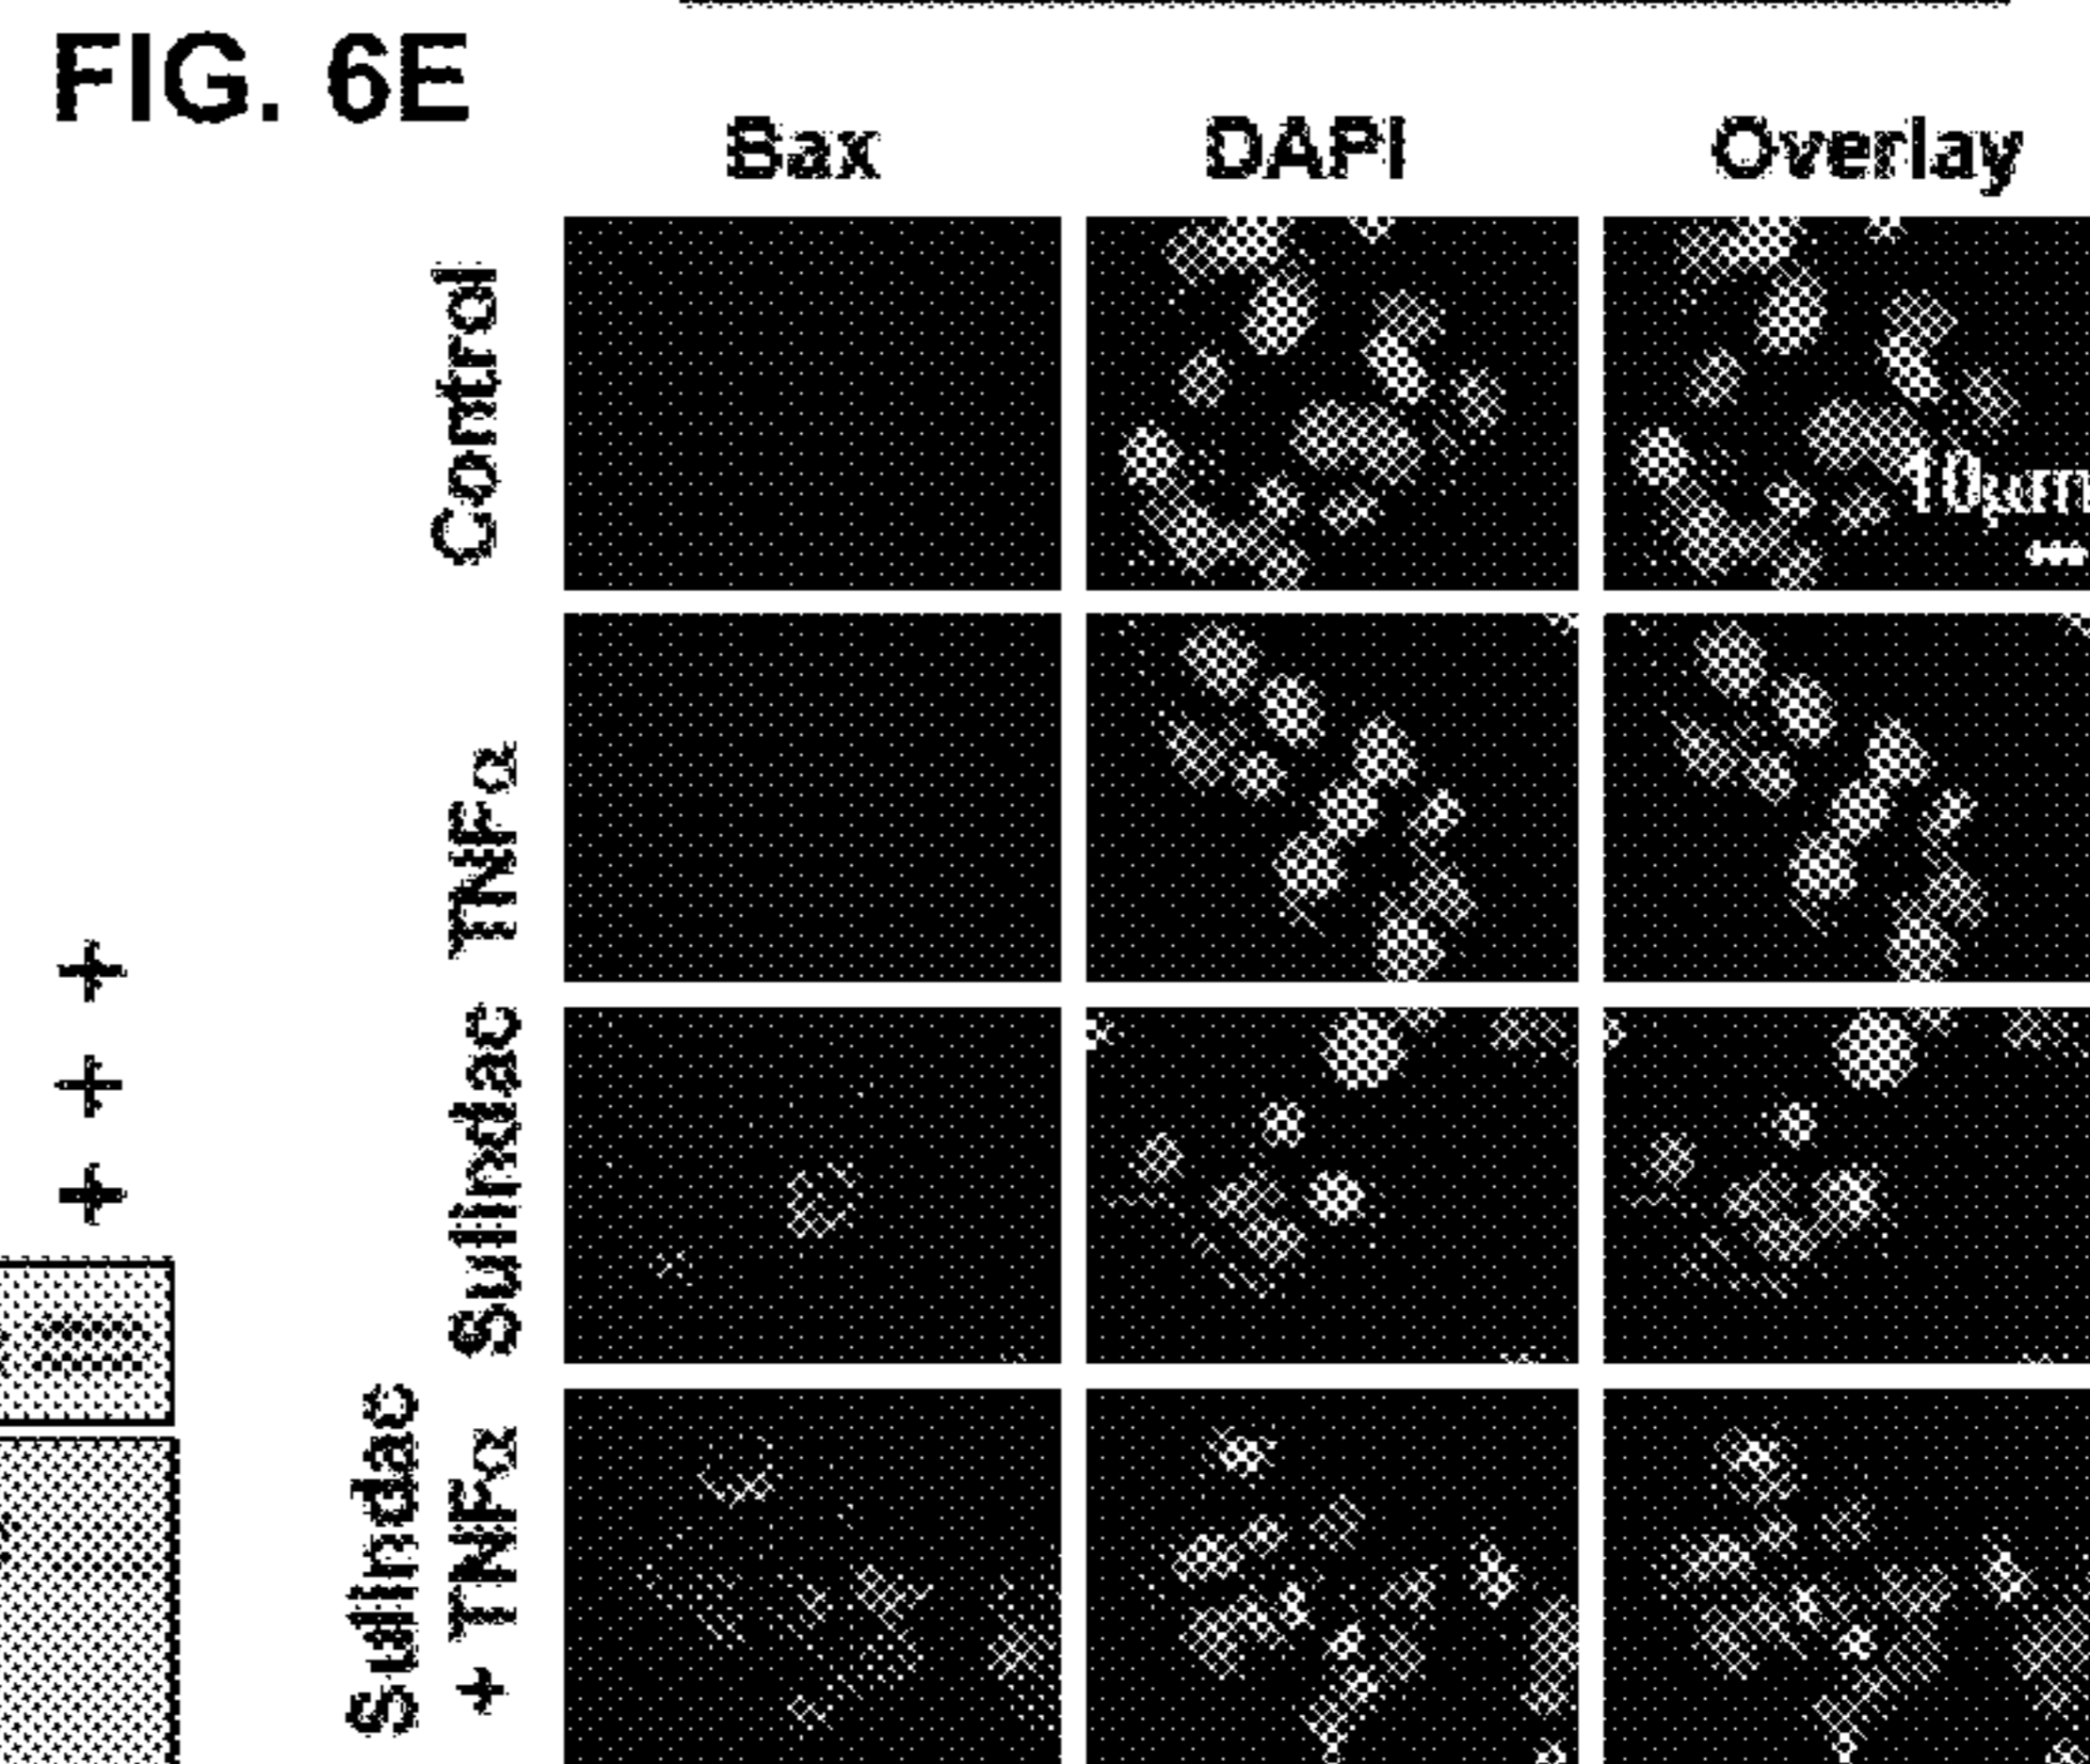 FIG. 6E
Bax DAPI Overlay
Control
10µm
TNFα
Sulindac
Sulindac
+ TNFα
+
+
+